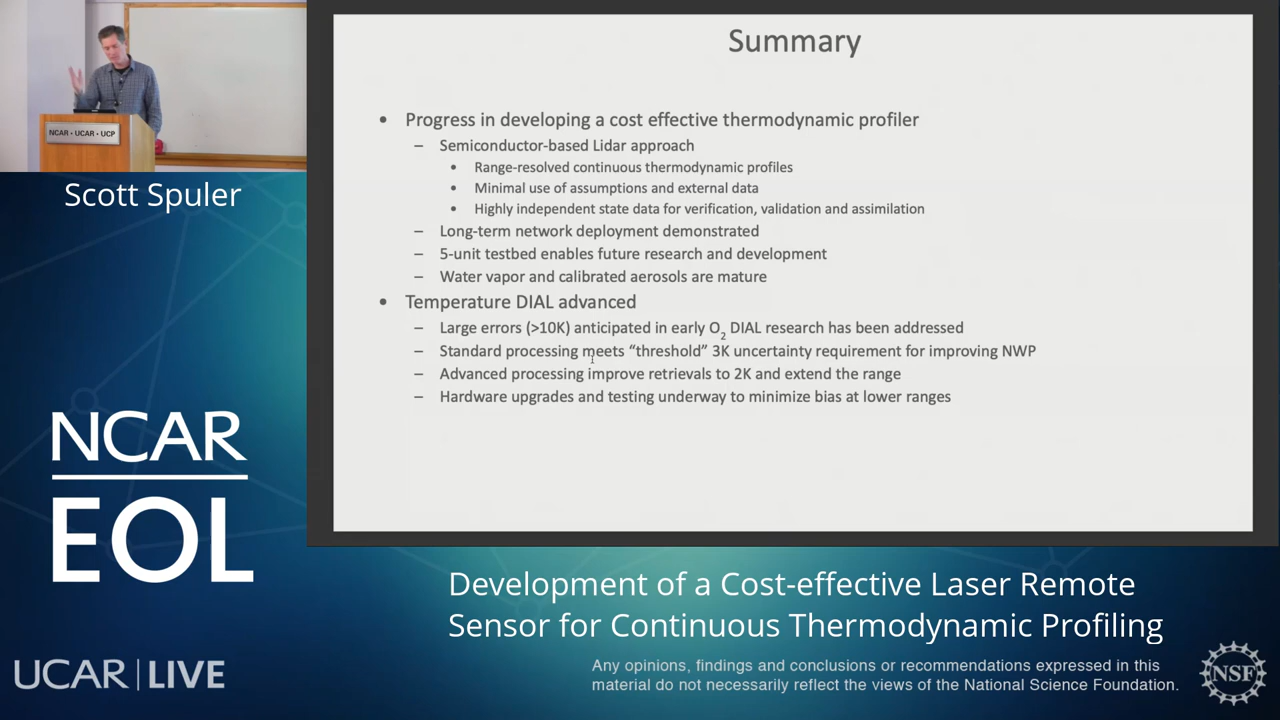 Summary
• Progress in developing a cost effective thermodynamic profiler
– Semiconductor-based Lidar approach
• Range-resolved continuous thermodynamic profiles
• Minimal use of assumptions and external data
• Highly independent state data for verification, validation and assimilation
– Long-term network deployment demonstrated
– 5-unit testbed enables future research and development
– Water vapor and calibrated aerosols are mature
• Temperature DIAL advanced
– Large errors (>10K) anticipated in early O2 DIAL research has been addressed
– Standard processing meets “threshold” 3K uncertainty requirement for improving NWP
– Advanced processing improve retrievals to 2K and extend the range
– Hardware upgrades and testing underway to minimize bias at lower ranges
NCAR • UCAR • UCP
Scott Spuler
NCAR
EOL
Development of a Cost-effective Laser Remote
Sensor for Continuous Thermodynamic Profiling
UCAR | LIVE
Any opinions, findings and conclusions or recommendations expressed in this
material do not necessarily reflect the views of the National Science Foundation.
NSF